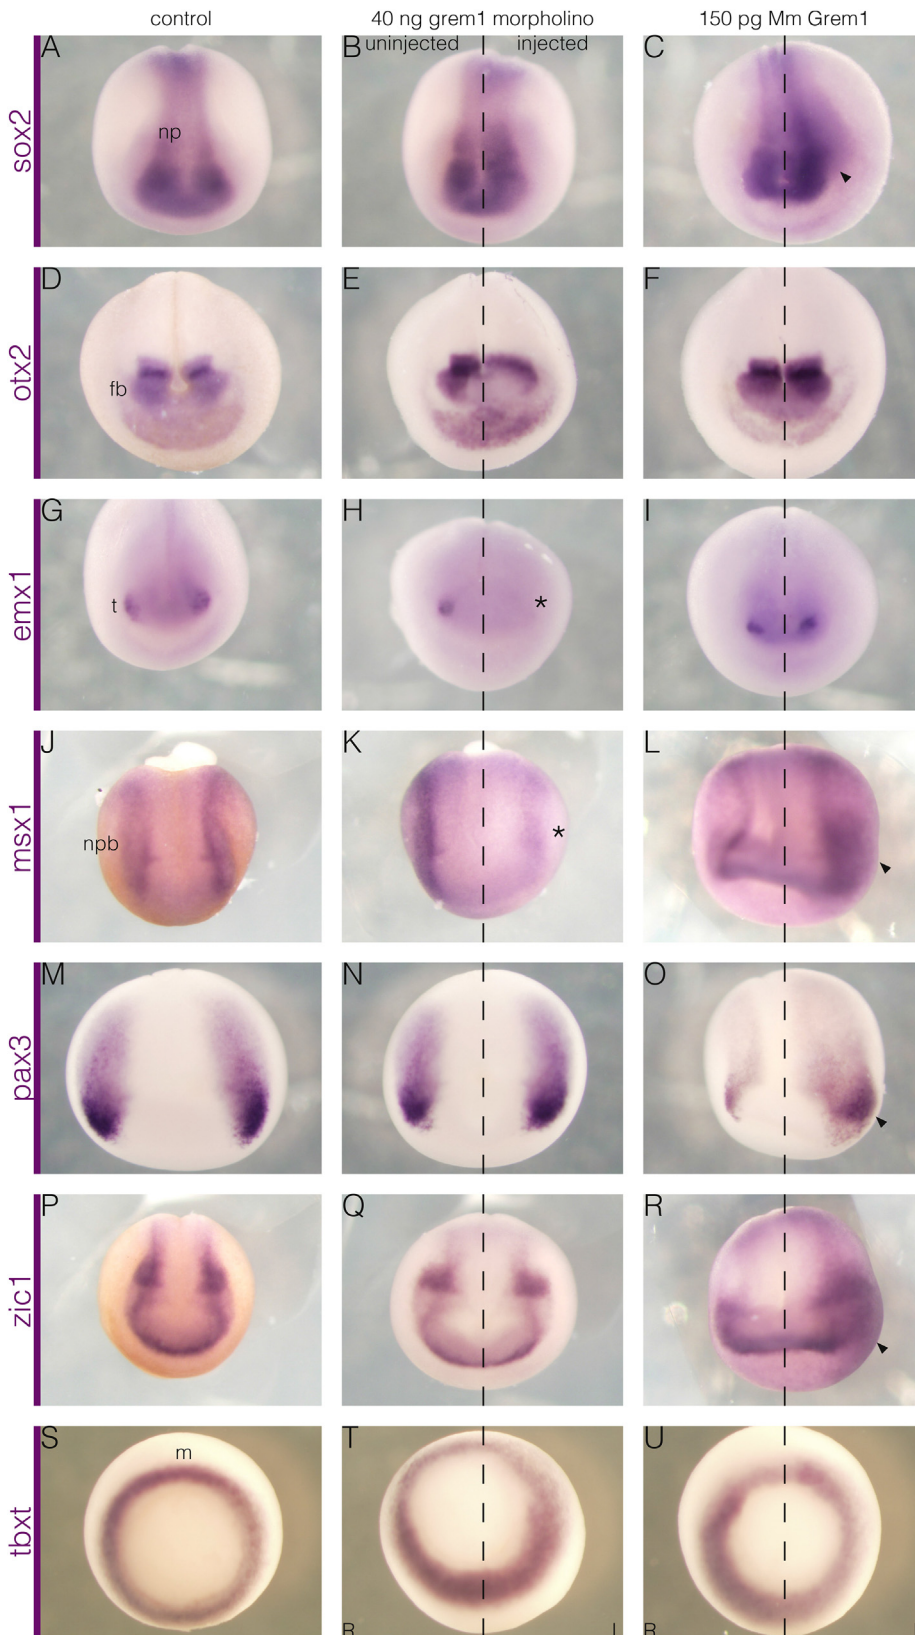 control
40 ng grem1 morpholino
150 pg Mm Grem1
uninjected
injected
sox2
A
np
B
C
otx2
D
fb
E
F
emx1
G
t
H
*
I
msx1
J
npb
K
*
L
pax3
M
N
O
zic1
P
Q
R
tbxt
S
m
T
R
L
U
R